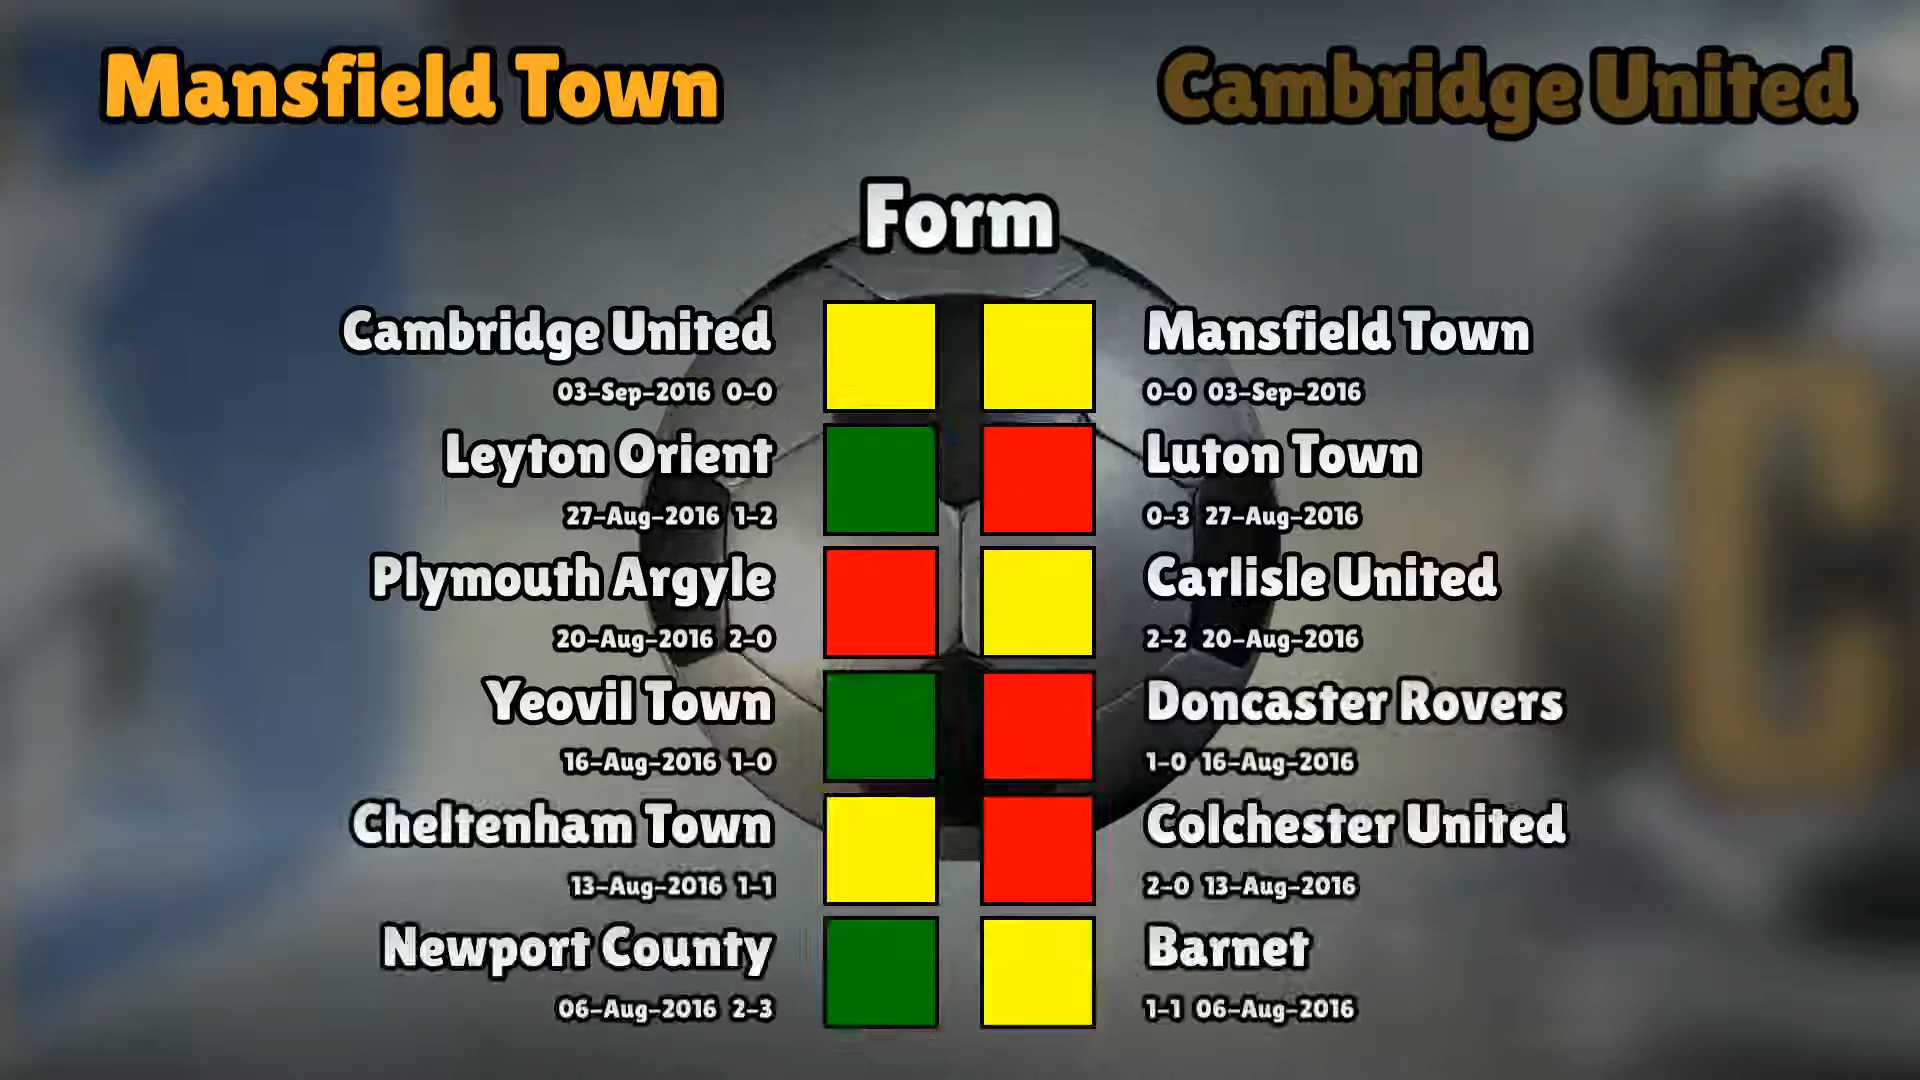 Mansfield Town
Cambridge United
Form
Cambridge United
03-Sep-2016 0-0
Mansfield Town
0-0 03-Sep-2016
Leyton Orient
27-Aug-2016 1-2
Luton Town
0-3 27-Aug-2016
Plymouth Argyle
20-Aug-2016 2-0
Carlisle United
2-2 20-Aug-2016
Yeovil Town
16-Aug-2016 1-0
Doncaster Rovers
1-0 16-Aug-2016
Cheltenham Town
13-Aug-2016 1-1
Colchester United
2-0 13-Aug-2016
Newport County
06-Aug-2016 2-3
Barnet
1-1 06-Aug-2016
C